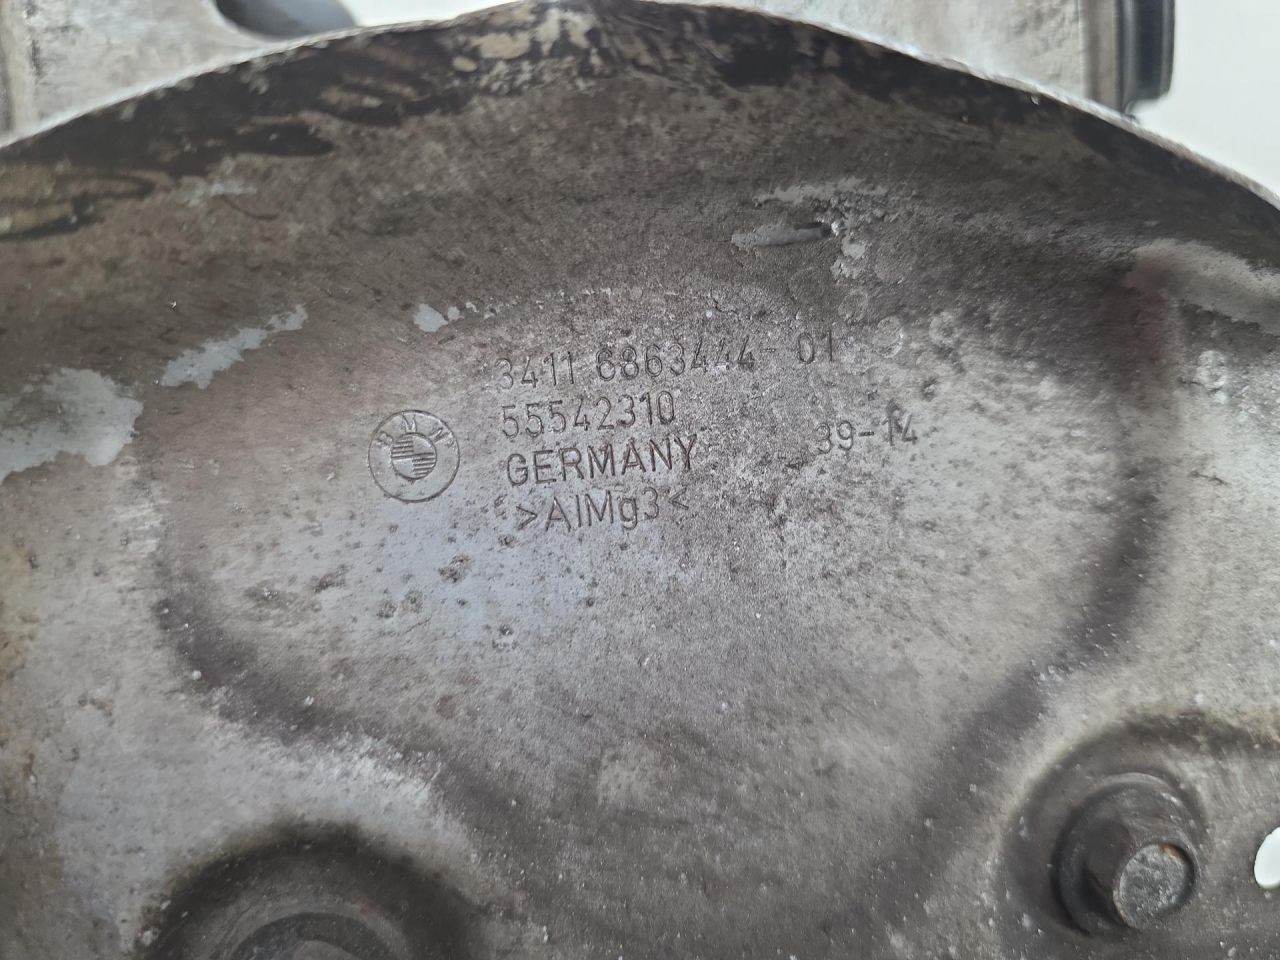 3411 6863444-01
55542310
BMW
GERMANY
39-14
>AlMg3<